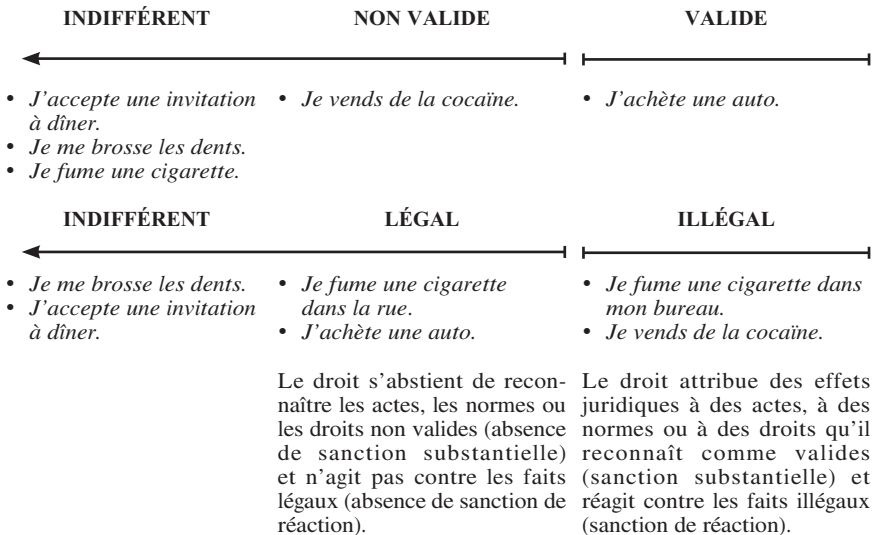 INDIFFÉRENT NON VALIDE VALIDE
• J'accepte une invitation • Je vends de la cocaïne. • J'achète une auto.
à dîner.
• Je me brosse les dents.
• Je fume une cigarette.
INDIFFÉRENT LÉGAL ILLÉGAL
• Je me brosse les dents. • Je fume une cigarette • Je fume une cigarette dans
• J'accepte une invitation dans la rue. mon bureau.
à dîner. • J'achète une auto. • Je vends de la cocaïne.
Le droit s'abstient de recon-
naître les actes, les normes ou
les droits non valides (absence
de sanction substantielle)
et n'agit pas contre les faits
légaux (absence de sanction de
réaction).
Le droit attribue des effets
juridiques à des actes, à des
normes ou à des droits qu'il
reconnaît comme valides
(sanction substantielle) et
réagit contre les faits illégaux
(sanction de réaction).